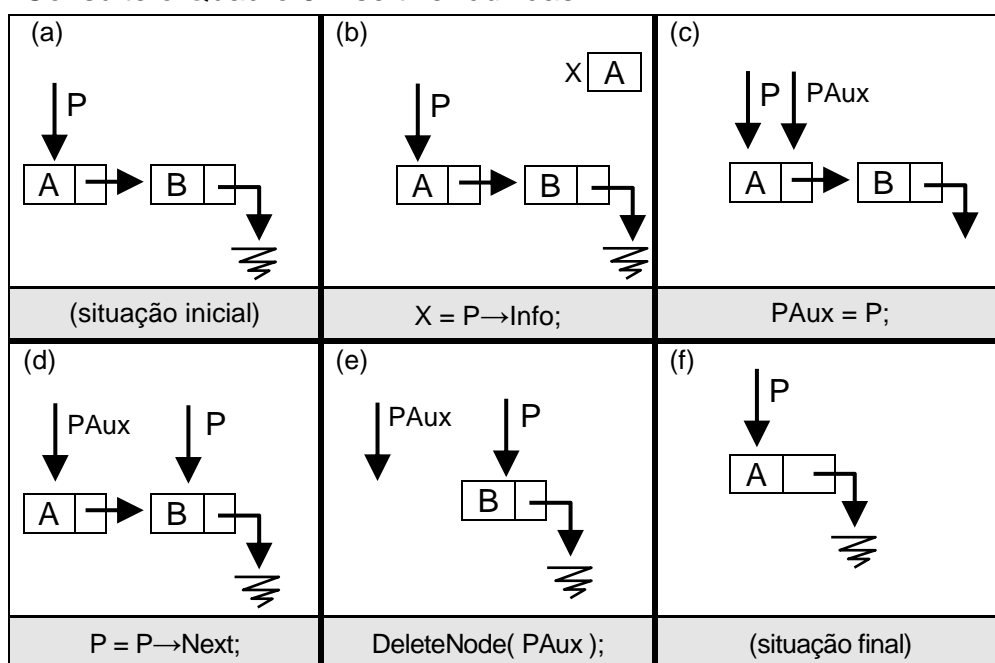 (a)
P
A
B
(situação inicial)
(b)
X A
P
A
B
X = P→Info;
(c)
P
PAux
A
B
PAux = P;
(d)
PAux
P
A
B
P = P→Next;
(e)
PAux
P
B
DeleteNode( PAux );
(f)
P
A
(situação final)